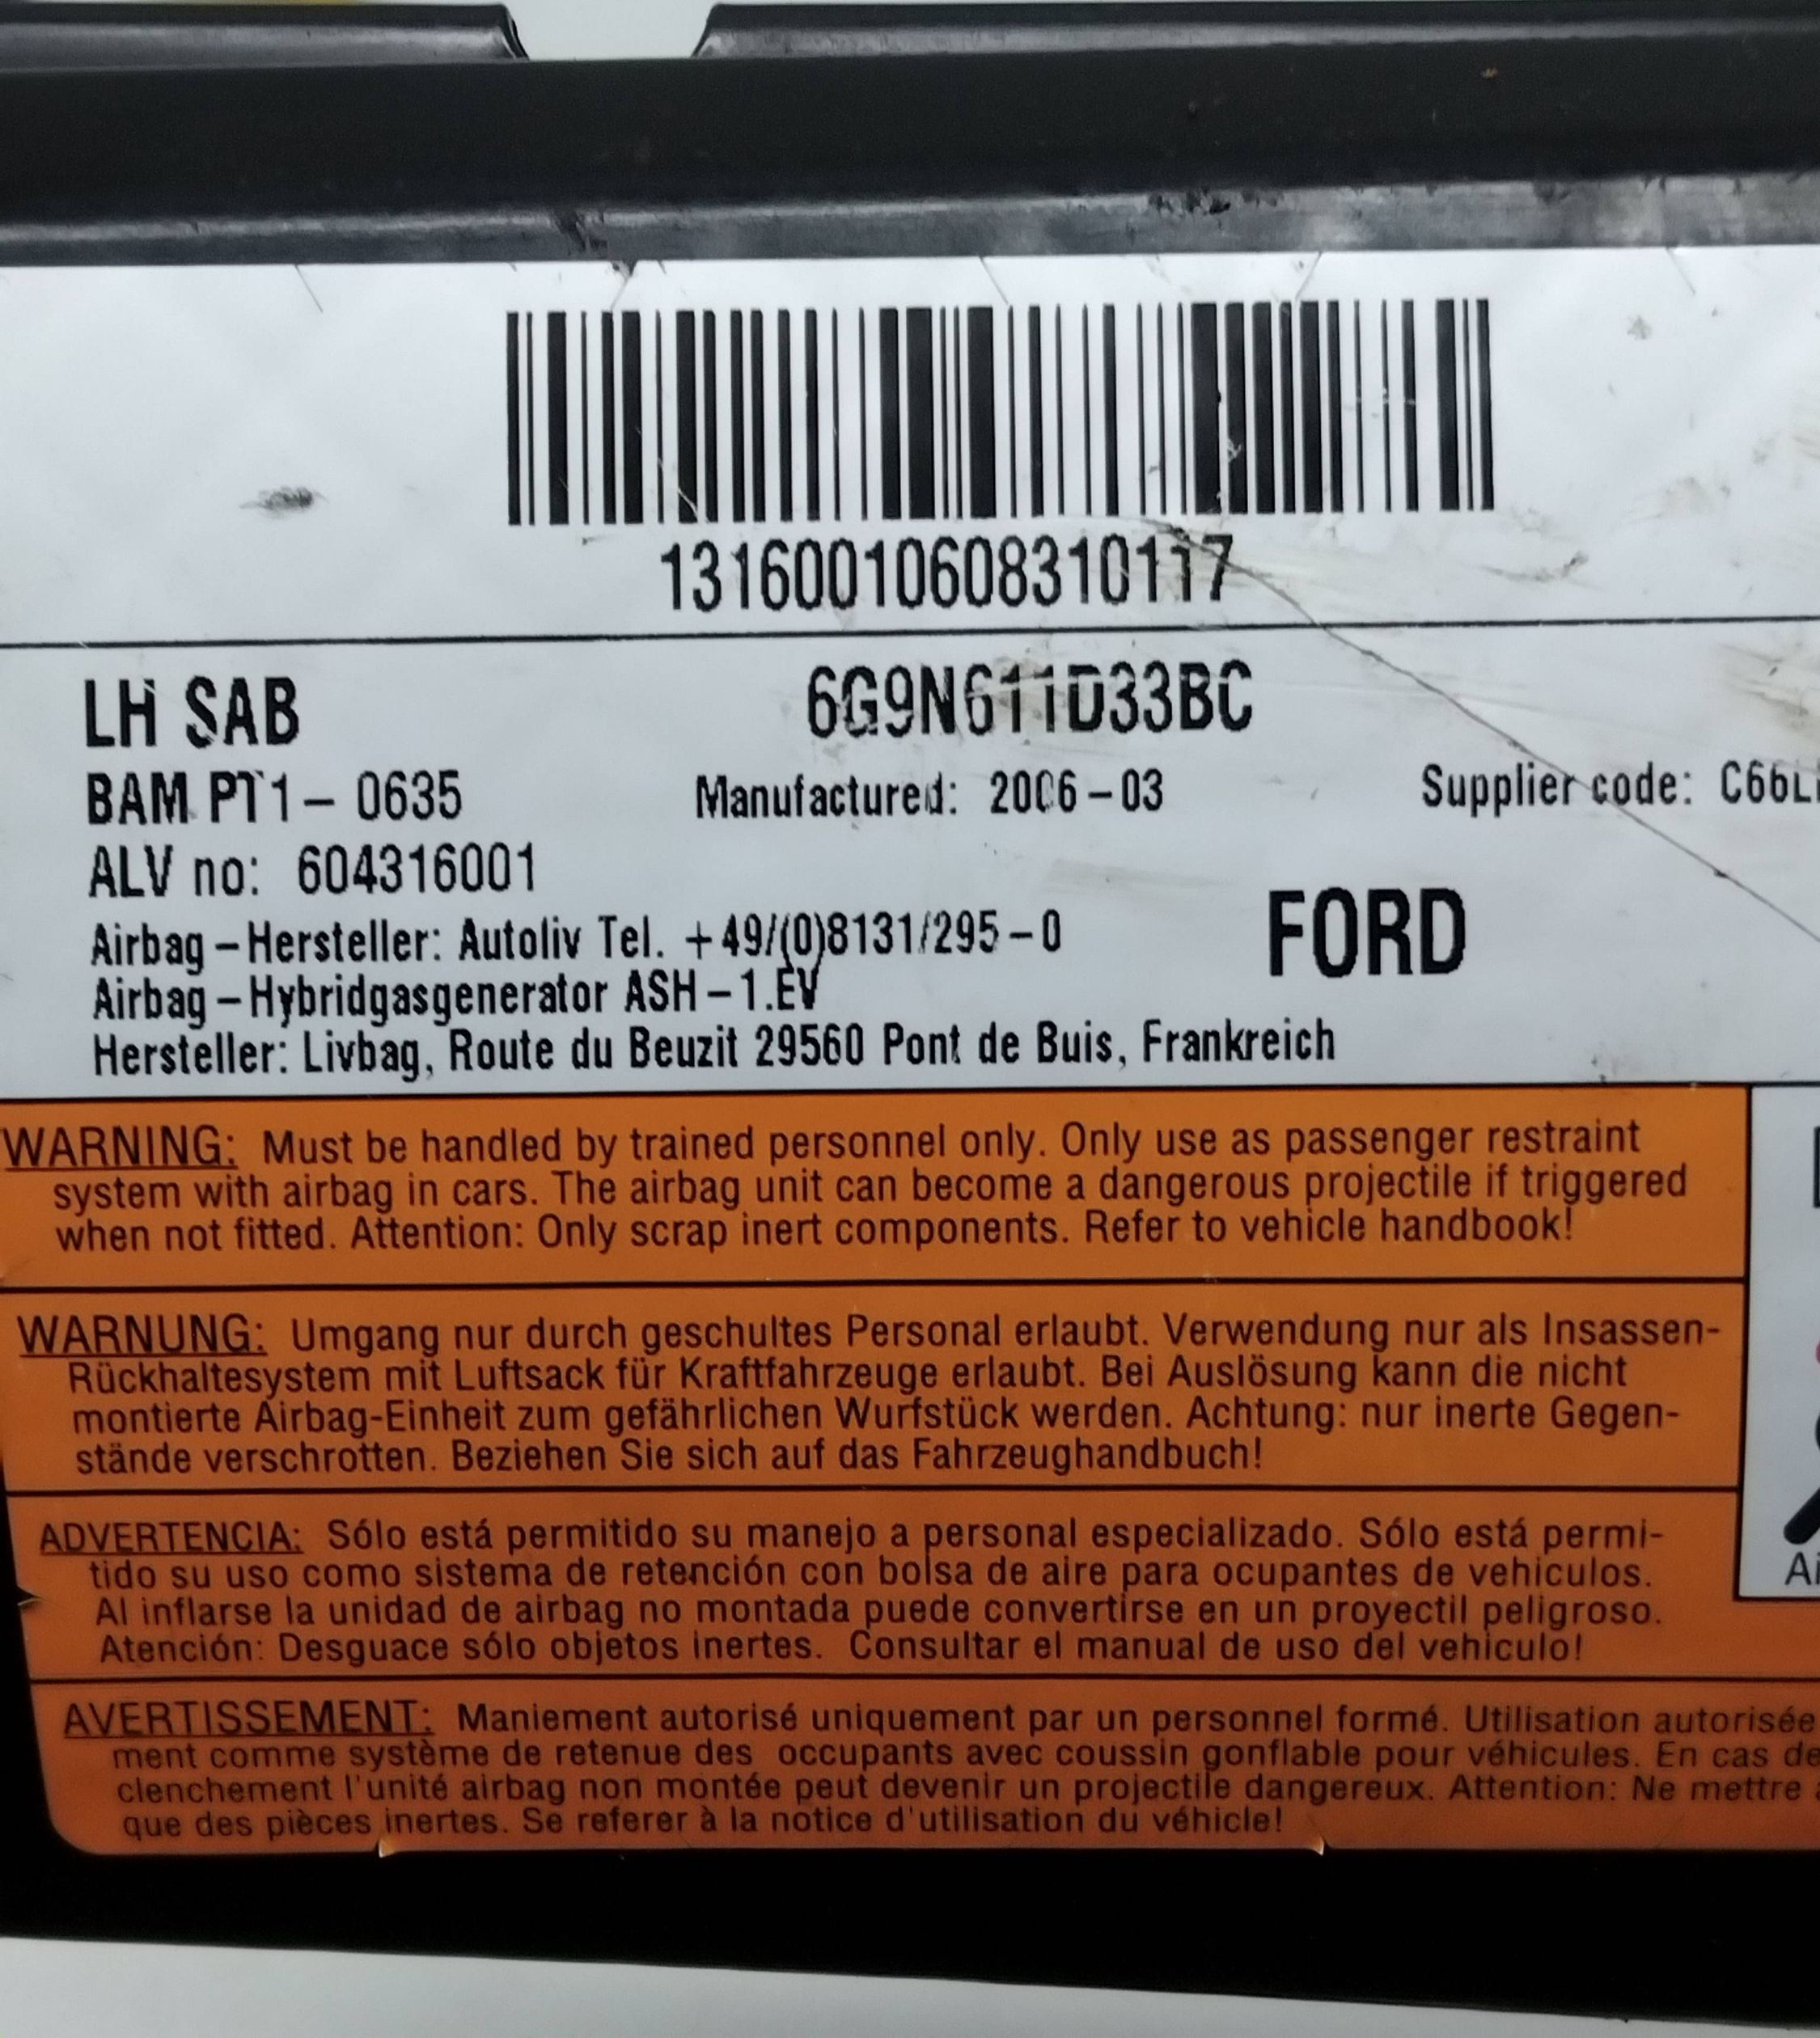 13160010608310117
LH SAB 6G9N611D33BC
BAM PT1- 0635 Manufactured: 2006-03 Supplier code:
ALV no: 604316001
FORD
Airbag-Hersteller: Autoliv Tel. +49/(0)8131/295-0
Airbag-Hybridgasgenerator ASH-1.EV
Hersteller: Livbag, Route du Beuzit 29560 Pont de Buis, Frankreich
WARNING: Must be handled by trained personnel only. Only use as passenger restraint
system with airbag in cars. The airbag unit can become a dangerous projectile if triggered
when not fitted. Attention: Only scrap inert components. Refer to vehicle handbook!
WARNUNG: Umgang nur durch geschultes Personal erlaubt. Verwendung nur als Insassen-
Rückhaltesystem mit Luftsack für Kraftfahrzeuge erlaubt. Bei Auslösung kann die nicht
montierte Airbag-Einheit zum gefährlichen Wurfstück werden. Achtung: nur inerte Gegen-
stände verschrotten. Beziehen Sie sich auf das Fahrzeughandbuch!
ADVERTENCIA: Sólo está permitido su manejo a personal especializado. Sólo está permi-
tido su uso como sistema de retención con bolsa de aire para ocupantes de vehiculos.
Al inflarse la unidad de airbag no montada puede convertirse en un proyectil peligroso.
Atención: Desguace sólo objetos inertes. Consultar el manual de uso del vehiculo!
AVERTISSEMENT: Maniement autorisé uniquement par un personnel formé. Utilisation autorisée
ment comme système de retenue des occupants avec coussin gonflable pour véhicules. En cas de
clenchement l'unité airbag non montée peut devenir un projectile dangereux. Attention: Ne mettre
que des pièces inertes. Se referer à la notice d'utilisation du véhicle!